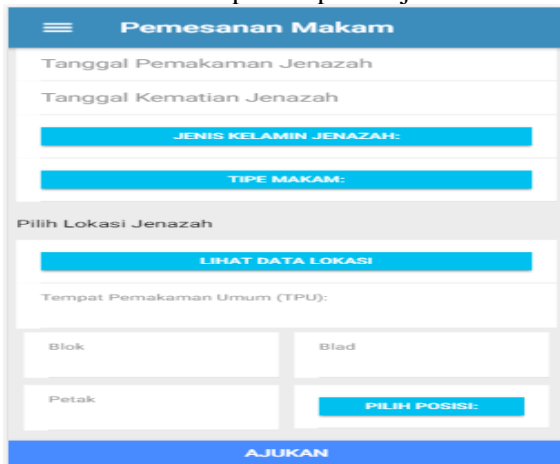 Pemesanan Makam
Tanggal Pemakaman Jenazah
Tanggal Kematian Jenazah
JENIS KELAMIN JENAZAH:
TIPE MAKAM:
Pilih Lokasi Jenazah
LIHAT DATA LOKASI
Tempat Pemakaman Umum (TPU):
Blok
Blad
Petak
PILIH POSISI:
AJUKAN